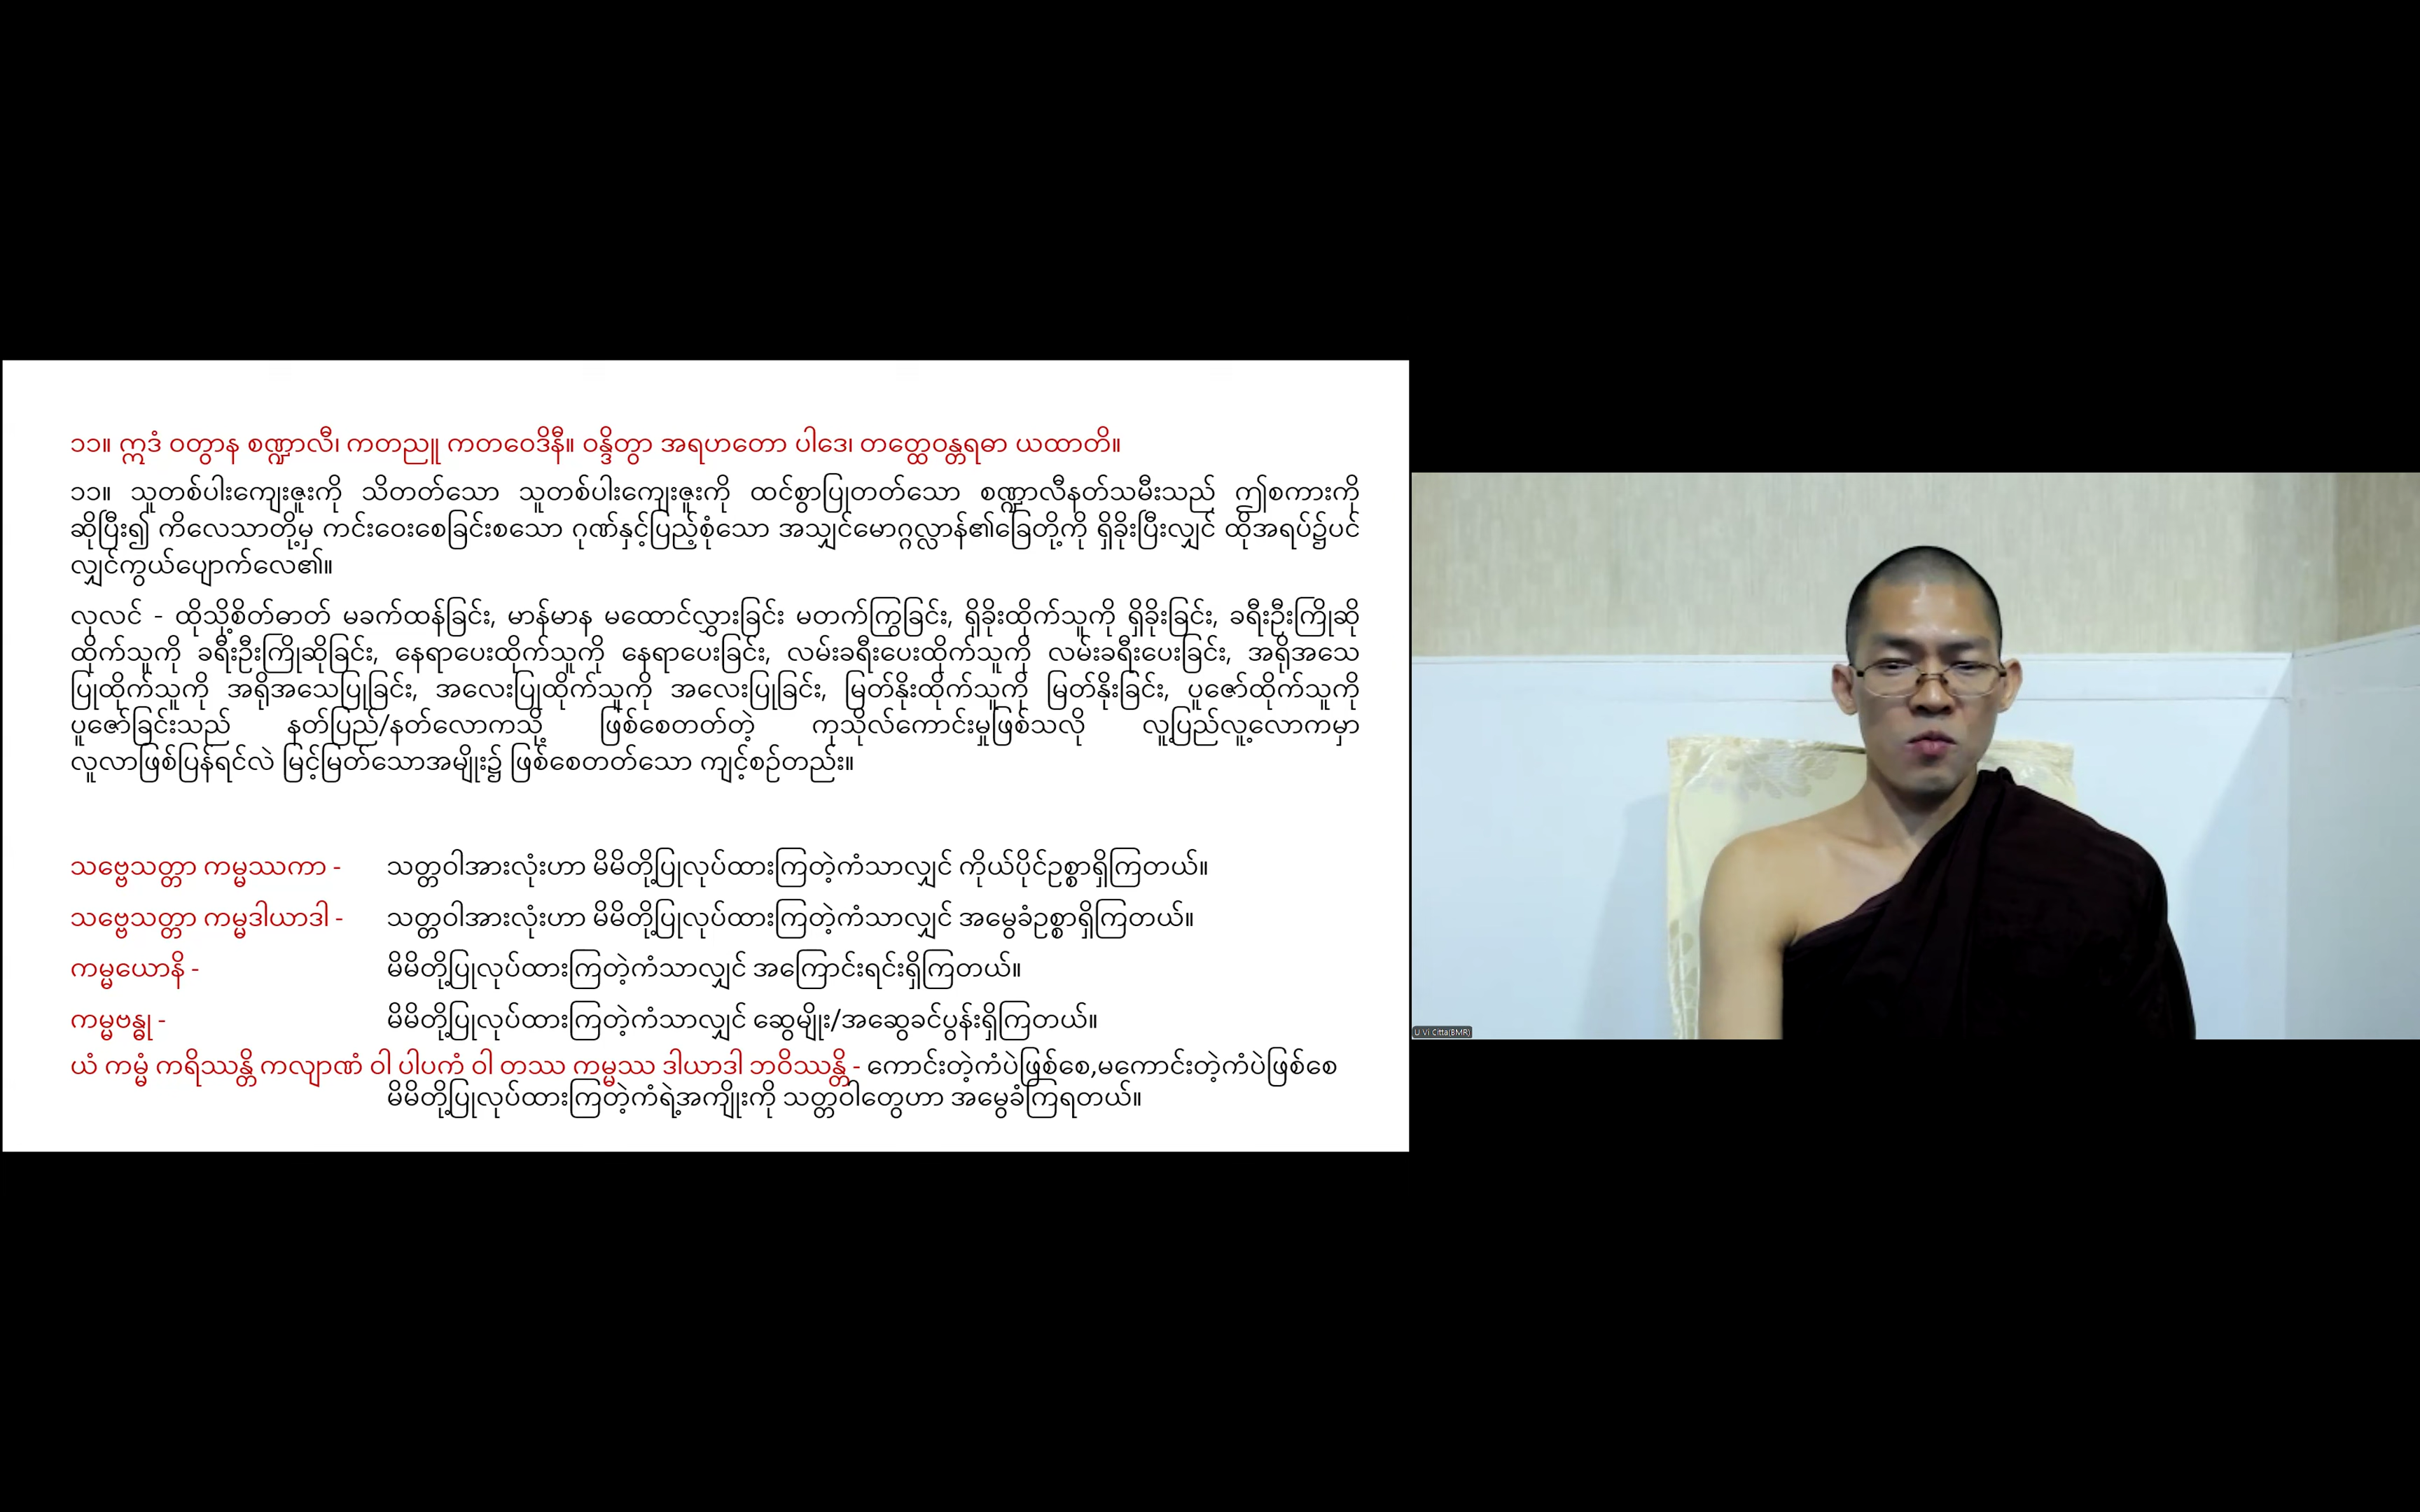 ၁၁။ ဣဒံ ဝတွာန စဏ္ဍာလီ၊ ကတညူ ကတဝေဒိနီ။ ဝန္ဒိတွာ အရဟတော ပါဒေ၊ တတ္ထေဝန္တရဓာ ယထာတိ။
၁၁။ သူတစ်ပါးကျေးဇူးကို သိတတ်သော သူတစ်ပါးကျေးဇူးကို ထင်စွာပြုတတ်သော စဏ္ဍာလီနတ်သမီးသည် ဤစကားကို
ဆိုပြီး၍ ကိလေသာတို့မှ ကင်းဝေးစေခြင်းစသော ဂုဏ်နှင့်ပြည့်စုံသော အသျှင်မောဂ္ဂလ္လာန်၏ခြေတို့ကို ရှိခိုးပြီးလျှင် ထိုအရပ်၌ပင်
လျှင်ကွယ်ပျောက်လေ၏။
လုလင် - ထိုသို့စိတ်ဓာတ် မခက်ထန်ခြင်း, မာန်မာန မထောင်လွှားခြင်း မတက်ကြွခြင်း, ရှိခိုးထိုက်သူကို ရှိခိုးခြင်း, ခရီးဦးကြိုဆို
ထိုက်သူကို ခရီးဦးကြိုဆိုခြင်း, နေရာပေးထိုက်သူကို နေရာပေးခြင်း, လမ်းခရီးပေးထိုက်သူကို လမ်းခရီးပေးခြင်း, အရိုအသေ
ပြုထိုက်သူကို အရိုအသေပြုခြင်း, အလေးပြုထိုက်သူကို အလေးပြုခြင်း, မြတ်နိုးထိုက်သူကို မြတ်နိုးခြင်း, ပူဇော်ထိုက်သူကို
ပူဇော်ခြင်းသည် နတ်ပြည်/နတ်လောကသို့ ဖြစ်စေတတ်တဲ့ ကုသိုလ်ကောင်းမှုဖြစ်သလို လူ့ပြည်လူ့လောကမှာ
လူလာဖြစ်ပြန်ရင်လဲ မြင့်မြတ်သောအမျိုး၌ ဖြစ်စေတတ်သော ကျင့်စဉ်တည်း။
သဗ္ဗေသတ္တာ ကမ္မဿကာ - သတ္တဝါအားလုံးဟာ မိမိတို့ပြုလုပ်ထားကြတဲ့ကံသာလျှင် ကိုယ်ပိုင်ဥစ္စာရှိကြတယ်။
သဗ္ဗေသတ္တာ ကမ္မဒါယာဒါ - သတ္တဝါအားလုံးဟာ မိမိတို့ပြုလုပ်ထားကြတဲ့ကံသာလျှင် အမွေခံဥစ္စာရှိကြတယ်။
ကမ္မယောနိ - မိမိတို့ပြုလုပ်ထားကြတဲ့ကံသာလျှင် အကြောင်းရင်းရှိကြတယ်။
ကမ္မဗန္ဓု - မိမိတို့ပြုလုပ်ထားကြတဲ့ကံသာလျှင် ဆွေမျိုး/အဆွေခင်ပွန်းရှိကြတယ်။
ယံ ကမ္မံ ကရိဿန္တိ ကလျာဏံ ဝါ ပါပကံ ဝါ တဿ ကမ္မဿ ဒါယာဒါ ဘဝိဿန္တိ - ကောင်းတဲ့ကံပဲဖြစ်စေ,မကောင်းတဲ့ကံပဲဖြစ်စေ
မိမိတို့ပြုလုပ်ထားကြတဲ့ကံရဲ့အကျိုးကို သတ္တဝါတွေဟာ အမွေခံကြရတယ်။
U Vi Citta(BMR)